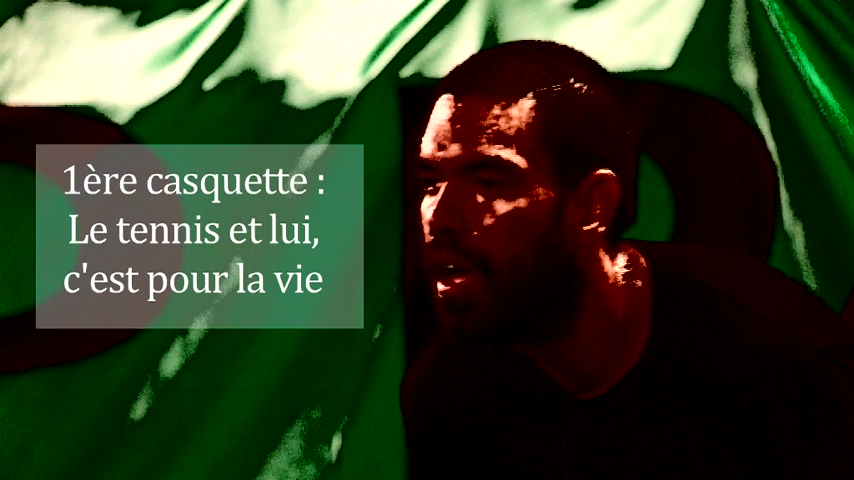 1ère casquette :
Le tennis et lui,
c'est pour la vie